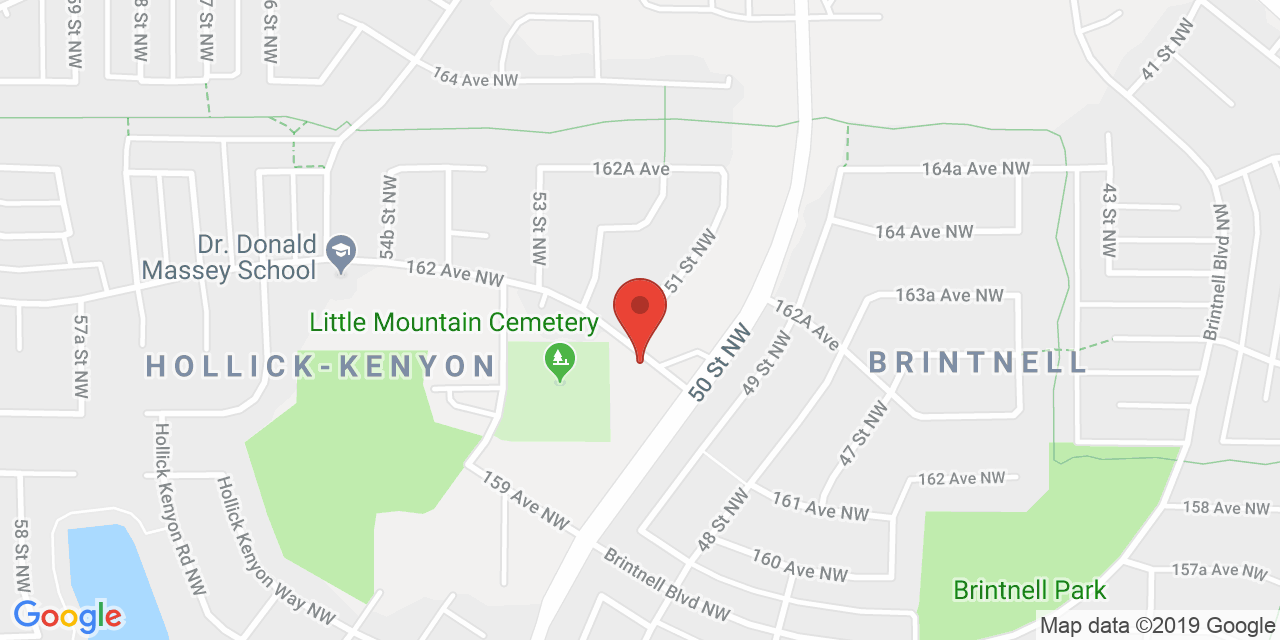 59 St NW
58 St NW
57 St NW
56 St NW
164 Ave NW
41 St NW
162A Ave
164a Ave NW
54b St NW
53 St NW
43 St NW
164 Ave NW
Brintnell Blvd NW
Dr. Donald
Massey School
162 Ave NW
51 St NW
163a Ave NW
162A Ave
Little Mountain Cemetery
57a St NW
HOLLICK-KENYON
50 St NW
49 St NW
BRINTNELL
47 St NW
Hollick Kenyon Rd NW
Hollick Kenyon Way NW
159 Ave NW
162 Ave NW
161 Ave NW
48 St NW
158 Ave NW
58 St NW
160 Ave NW
157a Ave NW
Brintnell Blvd NW
Brintnell Park
Google
Map data ©2019 Google